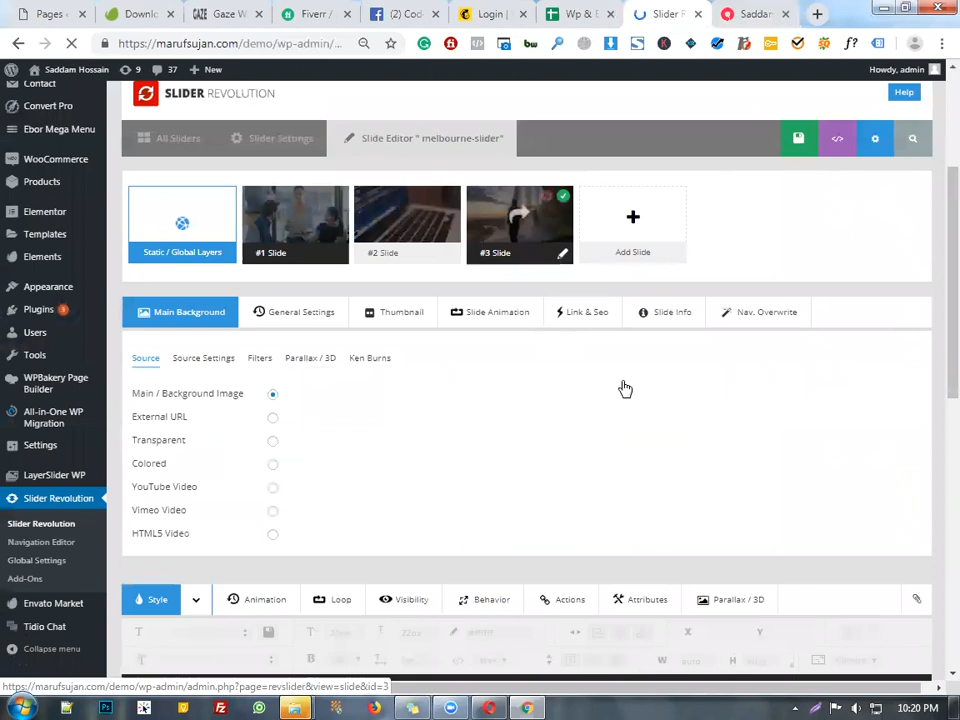 Pages ‹
Downlo
GAZE Gaze W
Fiverr /
(2) Co
Login |
Wp & E
Slider R
Saddan
https://marufsujan.com/demo/wp-admin/...
Saddam Hossain 9 37 + New Howdy, admin
Contact
Convert Pro
Ebor Mega Menu
WooCommerce
Products
Elementor
Templates
Elements
Appearance
Plugins
Users
Tools
WPBakery Page
Builder
All-in-One WP
Migration
Settings
LayerSlider WP
Slider Revolution
Slider Revolution
Navigation Editor
Global Settings
Add-Ons
Envato Market
Tidio Chat
Collapse menu
SLIDER REVOLUTION Help
All Sliders Slider Settings Slide Editor " melbourne-slider"
Static / Global Layers #1 Slide #2 Slide #3 Slide Add Slide
Main Background General Settings Thumbnail Slide Animation Link & Seo Slide Info Nav. Overwrite
Source Source Settings Filters Parallax / 3D Ken Burns
Main / Background Image
External URL
Transparent
Colored
YouTube Video
Vimeo Video
HTML5 Video
Style Animation Loop Visibility Behavior Actions Attributes Parallax / 3D
X Y
B W auto H
https://marufsujan.com/demo/wp-admin/admin.php?page=revslider&view=slide&id=3
10:20 PM